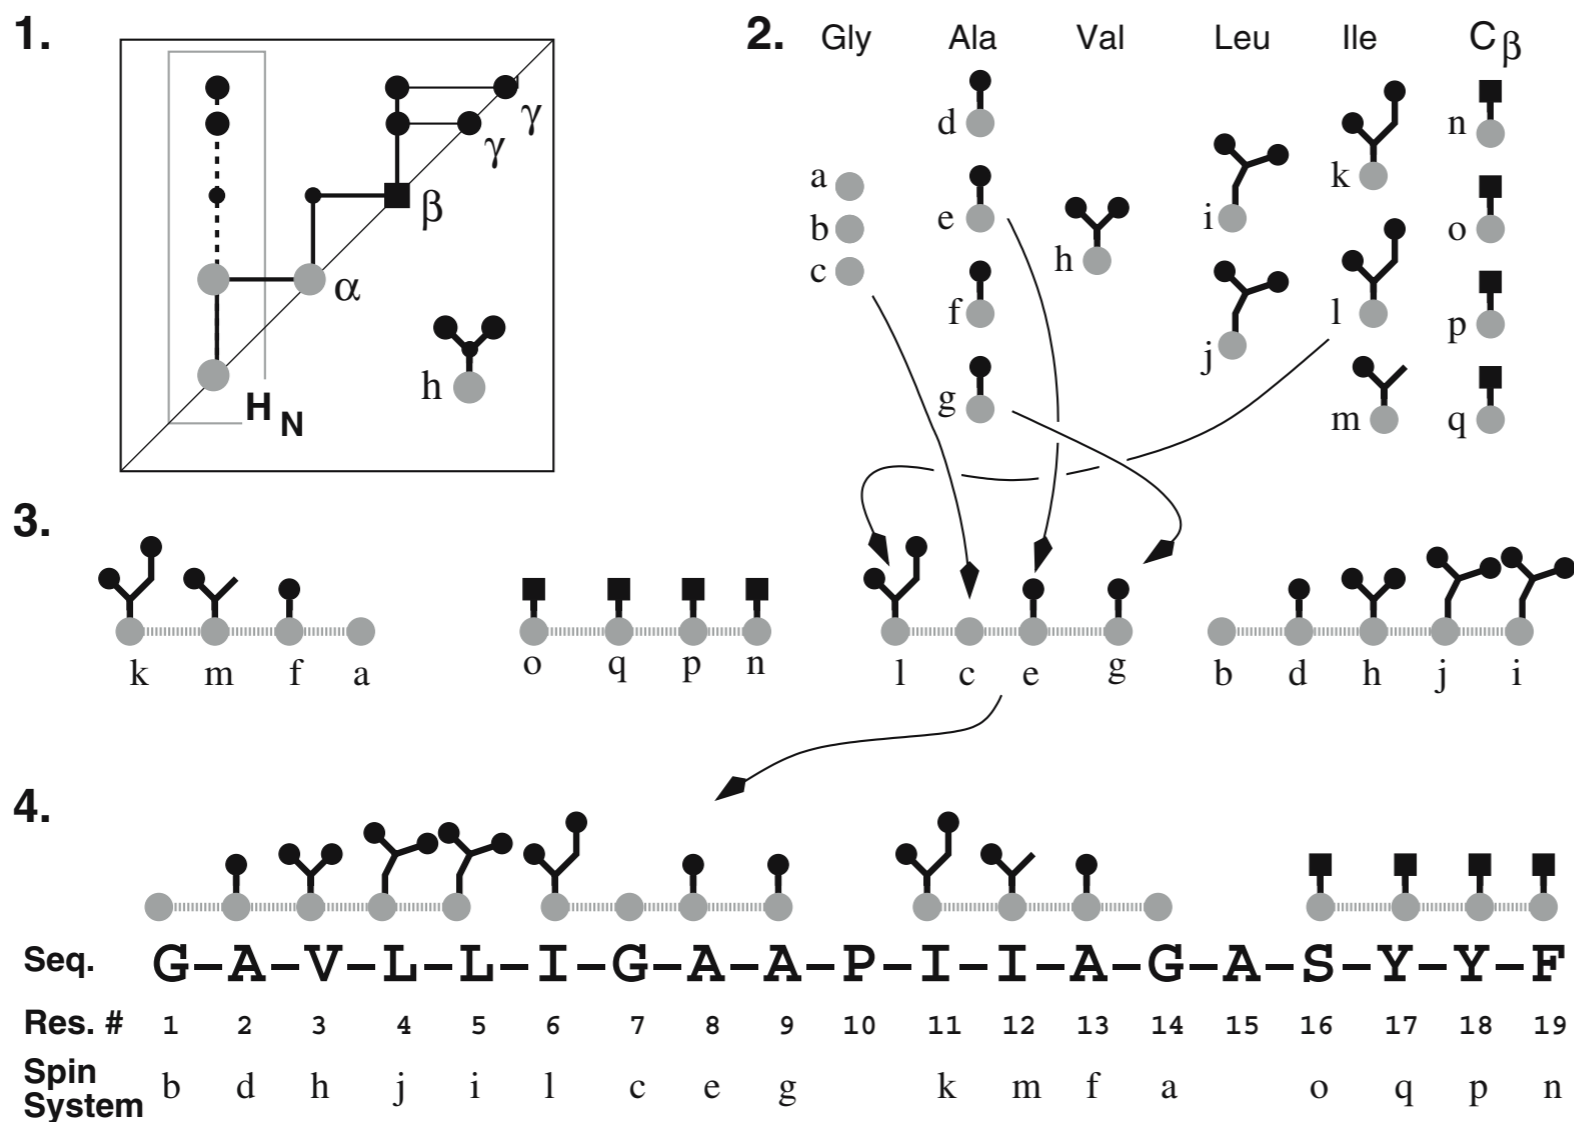 1.
γ
γ
β
α
h
H N
2. Gly Ala Val Leu Ile C β
d n
a k
b e i o
c h
f l p
j
g m q
3.
k m f a o q p n l c e g b d h j i
4.
Seq. G–A–V–L–L–I–G–A–A–P–I–I–A–G–A–S–Y–Y–F
Res. # 1 2 3 4 5 6 7 8 9 10 11 12 13 14 15 16 17 18 19
Spin
System b d h j i l c e g k m f a o q p n